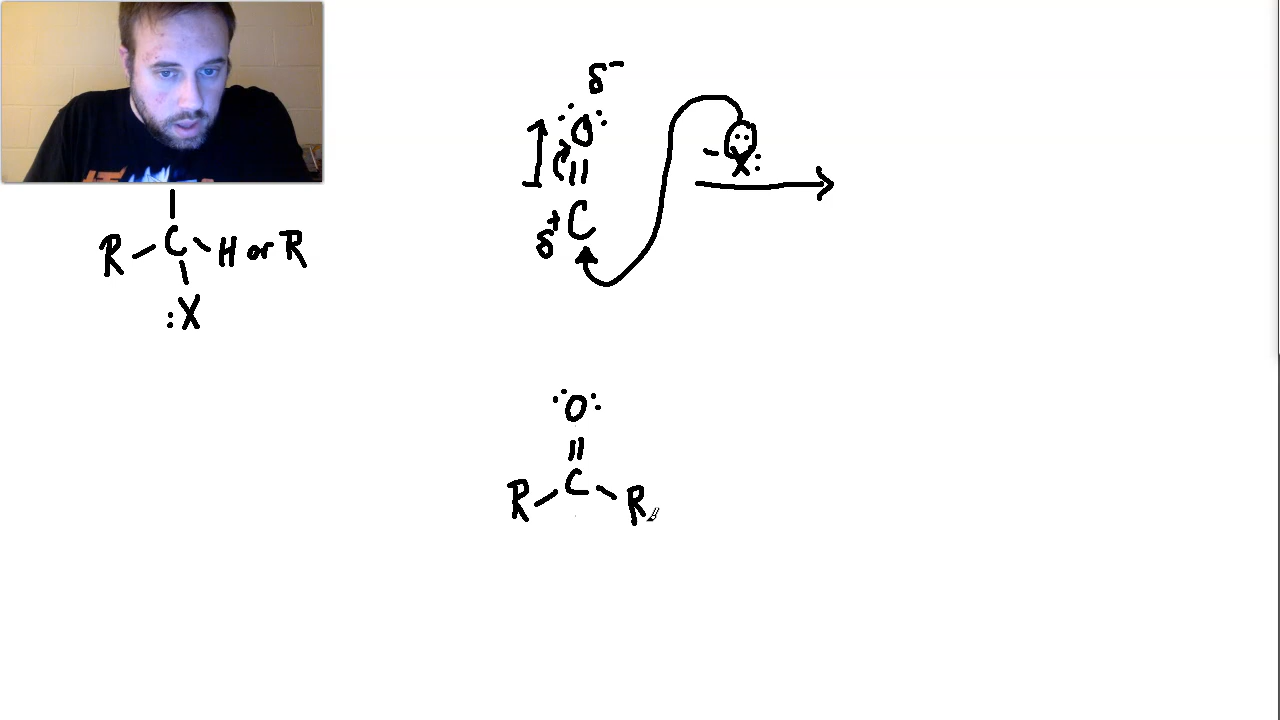 δ⁻
:O:
||
δ⁺ C
⁻ :X:
R - C - H or R
:X
:O:
||
R - C - R